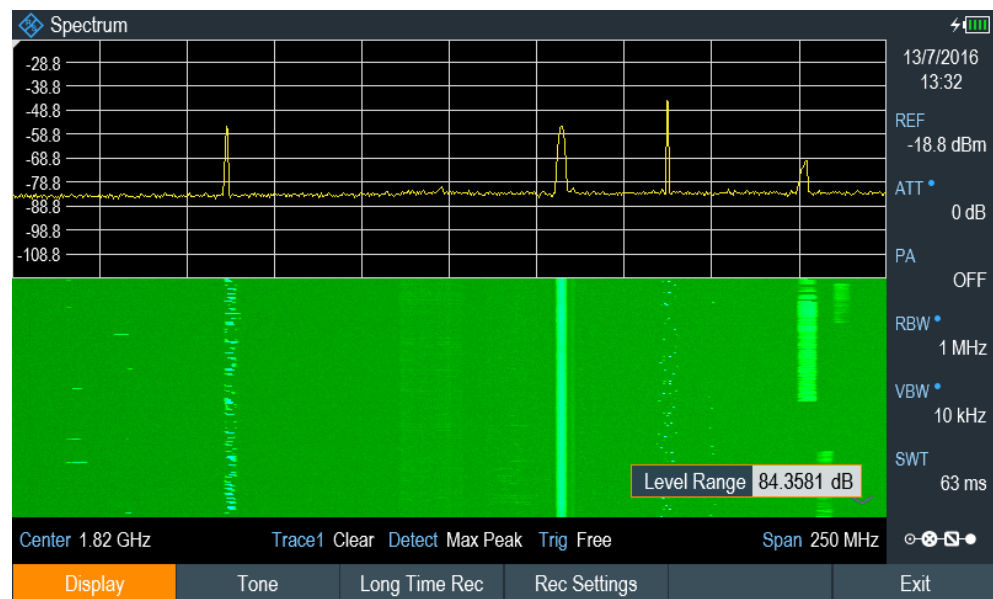 Spectrum
13/7/2016
13:32
-28.8
-38.8
-48.8
-58.8
-68.8
-78.8
-88.8
-98.8
-108.8
REF
-18.8 dBm
ATT
0 dB
PA
OFF
RBW
1 MHz
VBW
10 kHz
SWT
63 ms
Level Range 84.3581 dB
Center 1.82 GHz Trace1 Clear Detect Max Peak Trig Free Span 250 MHz
Display Tone Long Time Rec Rec Settings Exit